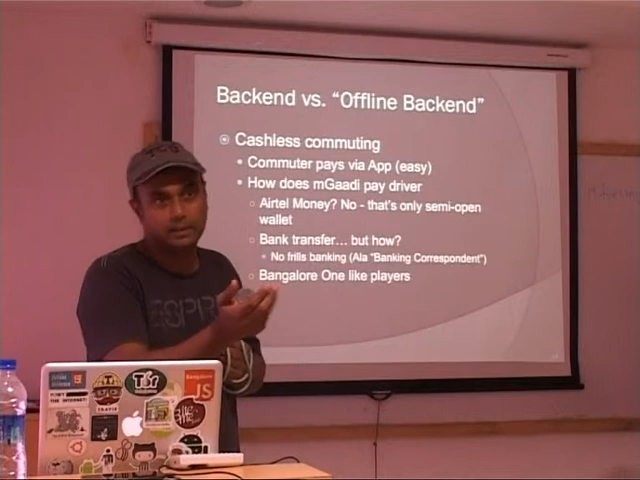 Backend vs. “Offline Backend”
Cashless commuting
Commuter pays via App (easy)
How does mGaadi pay driver
Airtel Money? No - that's only semi-open
wallet
Bank transfer... but how?
No frills banking (Ala “Banking Correspondent”)
Bangalore One like players
ESPR
JS